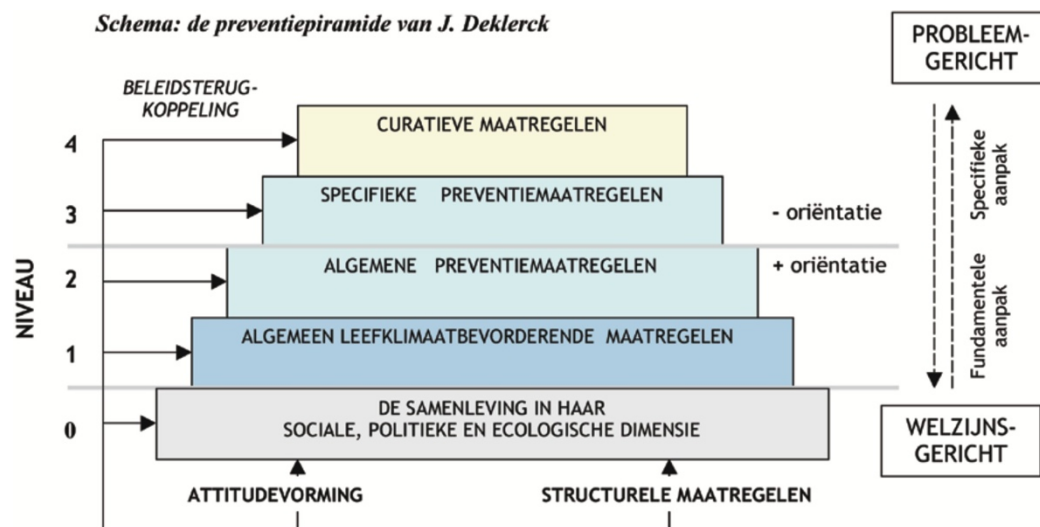 Schema: de preventiepiramide van J. Deklerck
PROBLEEM-
GERICHT
BELEIDSTERUG-
KOPPELING
4
CURATIEVE MAATREGELEN
3
SPECIFIEKE PREVENTIEMAATREGELEN
- oriëntatie
Specifieke
aanpak
NIVEAU
2
ALGEMENE PREVENTIEMAATREGELEN
+ oriëntatie
Fundamentele
aanpak
1
ALGEMEEN LEEFKLIMAATBEVORDERENDE MAATREGELEN
0
DE SAMENLEVING IN HAAR
SOCIALE, POLITIEKE EN ECOLOGISCHE DIMENSIE
WELZIJNS-
GERICHT
ATTITUDEVORMING
STRUCTURELE MAATREGELEN